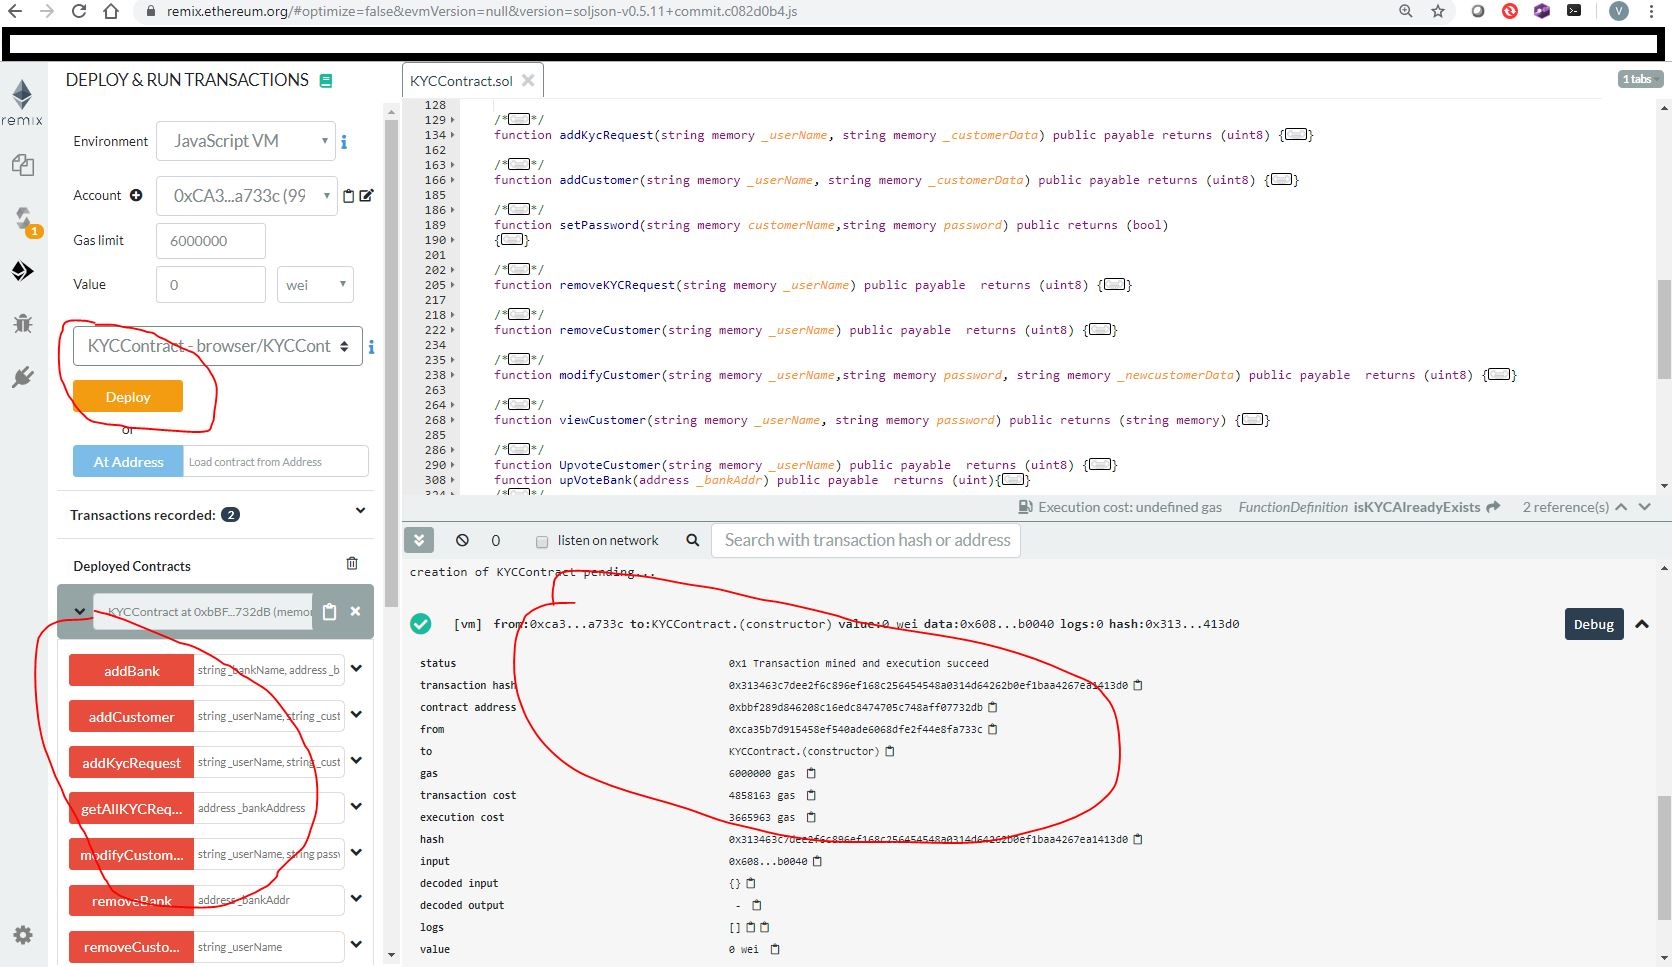 remix.ethereum.org/#optimize=false&evmVersion=null&version=soljson-v0.5.11+commit.c082d0b4.js
V
remix
1
DEPLOY & RUN TRANSACTIONS
Environment JavaScript VM
Account 0xCA3...a733c (99
Gas limit 6000000
Value 0 wei
KYCContract - browser/KYCCont
Deploy
or
At Address Load contract from Address
Transactions recorded: 2
Deployed Contracts
KYCContract at 0xbBF...732dB (memor
addBank string _bankName, address _b
addCustomer string _userName, string _cust
addKycRequest string _userName, string _cust
getAllKYCReq... address _bankAddress
modifyCustom... string _userName, string passv
removeBank address _bankAddr
removeCusto... string _userName
KYCContract.sol
1 tabs
128
129 /* */
134 function addKycRequest(string memory _userName, string memory _customerData) public payable returns (uint8) { }
162
163 /* */
166 function addCustomer(string memory _userName, string memory _customerData) public payable returns (uint8) { }
185
186 /* */
189 function setPassword(string memory customerName,string memory password) public returns (bool)
190 { }
201
202 /* */
205 function removeKYCRequest(string memory _userName) public payable  returns (uint8) { }
217
218 /* */
222 function removeCustomer(string memory _userName) public payable  returns (uint8) { }
234
235 /* */
238 function modifyCustomer(string memory _userName,string memory password, string memory _newcustomerData) public payable  returns (uint8) { }
263
264 /* */
268 function viewCustomer(string memory _userName, string memory password) public returns (string memory) { }
285
286 /* */
290 function UpvoteCustomer(string memory _userName) public payable  returns (uint8) { }
308 function upVoteBank(address _bankAddr) public payable  returns (uint){ }
324 /* */
Execution cost: undefined gas FunctionDefinition isKYCAlreadyExists 2 reference(s)
0 listen on network Search with transaction hash or address
creation of KYCContract pending...
[vm] from:0xca3...a733c to:KYCContract.(constructor) value:0 wei data:0x608...b0040 logs:0 hash:0x313...413d0 Debug
status 0x1 Transaction mined and execution succeed
transaction hash 0x313463c7dee2f6c896ef168c256454548a0314d64262b0ef1baa4267ea1413d0
contract address 0xbbf289d846208c16edc8474705c748aff07732db
from 0xca35b7d915458ef540ade6068dfe2f44e8fa733c
to KYCContract.(constructor)
gas 6000000 gas
transaction cost 4858163 gas
execution cost 3665963 gas
hash 0x313463c7dee2f6c896ef168c256454548a0314d64262b0ef1baa4267ea1413d0
input 0x608...b0040
decoded input {}
decoded output -
logs []
value 0 wei